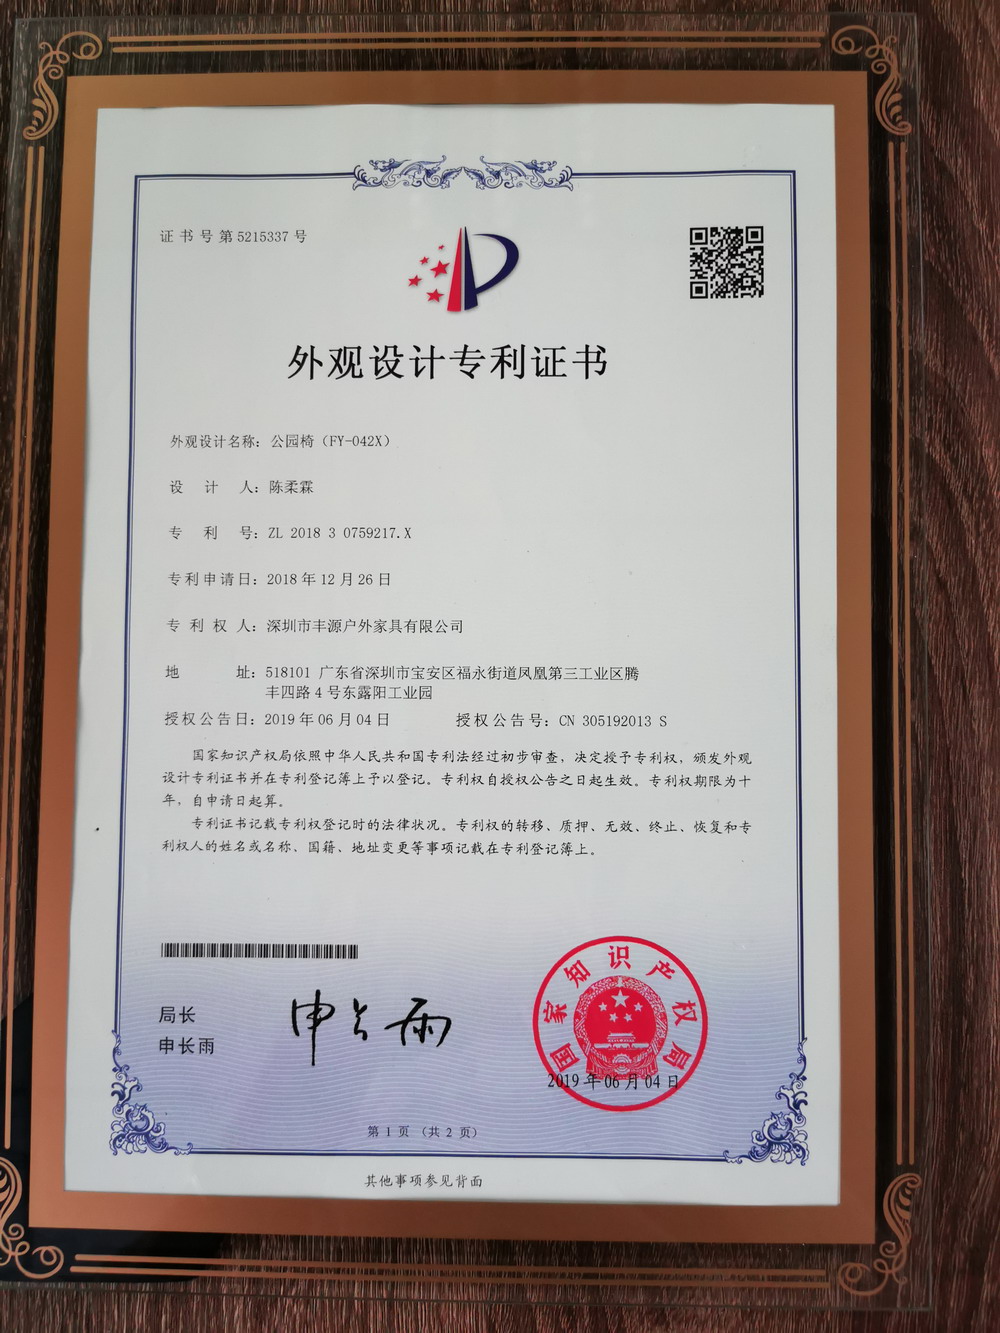 证书号第5215337号
外观设计专利证书
外观设计名称：公园椅（FY-042X）
设计人：陈柔霖
专利号：ZL 2018 3 0759217.X
专利申请日：2018年12月26日
专利权人：深圳市丰源户外家具有限公司
地址：518101 广东省深圳市宝安区福永街道凤凰第三工业区腾
丰四路4号东露阳工业园
授权公告日：2019年06月04日 授权公告号：CN 305192013 S
国家知识产权局依照中华人民共和国专利法经过初步审查，决定授予专利权，颁发外观
设计专利证书并在专利登记簿上予以登记。专利权自授权公告之日起生效。专利权期限为十
年，自申请日起算。
专利证书记载专利权登记时的法律状况。专利权的转移、质押、无效、终止、恢复和专
利权人的姓名或名称、国籍、地址变更等事项记载在专利登记簿上。
局长
申长雨
申长雨
国家知识产权局
2019年06月04日
第1页（共2页）
其他事项参见背面